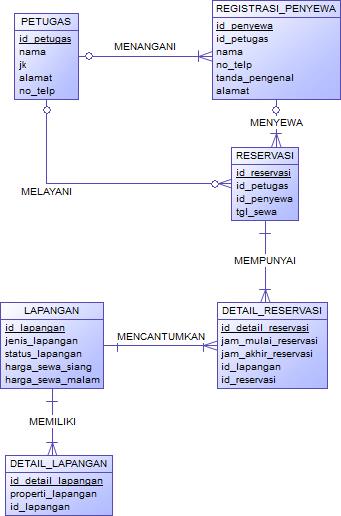 PETUGAS
id_petugas
nama
jk
alamat
no_telp
MENANGANI
REGISTRASI_PENYEWA
id_penyewa
id_petugas
nama
no_telp
tanda_pengenal
alamat
MENYEWA
RESERVASI
id_reservasi
id_petugas
id_penyewa
tgl_sewa
MELAYANI
MEMPUNYAI
LAPANGAN
id_lapangan
jenis_lapangan
status_lapangan
harga_sewa_siang
harga_sewa_malam
MENCANTUMKAN
DETAIL_RESERVASI
id_detail_reservasi
jam_mulai_reservasi
jam_akhir_reservasi
id_lapangan
id_reservasi
MEMILIKI
DETAIL_LAPANGAN
id_detail_lapangan
properti_lapangan
id_lapangan